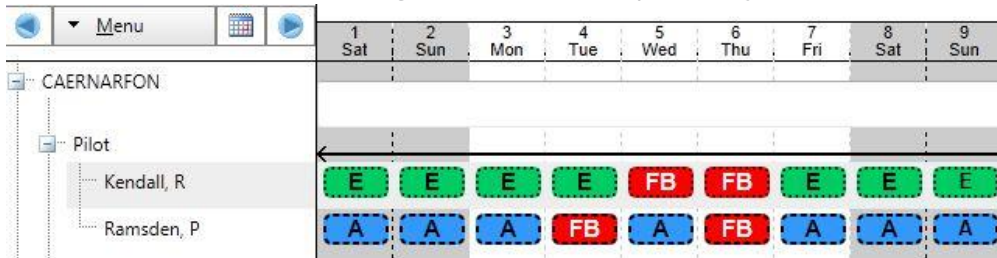 Menu
1 2 3 4 5 6 7 8 9
Sat Sun Mon Tue Wed Thu Fri Sat Sun
CAERNARFON
Pilot
Kendall, R E E E E FB FB E E E
Ramsden, P A A A FB A FB A A A